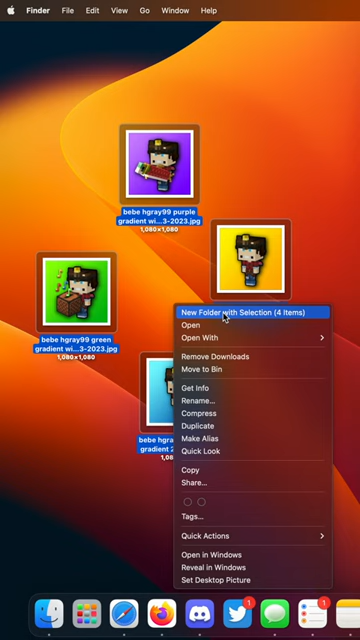 Finder File Edit View Go Window Help
bebe hgray99 purple
gradient wi...3-2023.jpg
1,080×1,080
bebe hgray99 green
gradient wi...3-2023.jpg
1,080×1,080
bebe hgra
gradient 2
1,08
New Folder with Selection (4 Items)
Open
Open With
Remove Downloads
Move to Bin
Get Info
Rename...
Compress
Duplicate
Make Alias
Quick Look
Copy
Share...
Tags...
Quick Actions
Open in Windows
Reveal in Windows
Set Desktop Picture
1
1